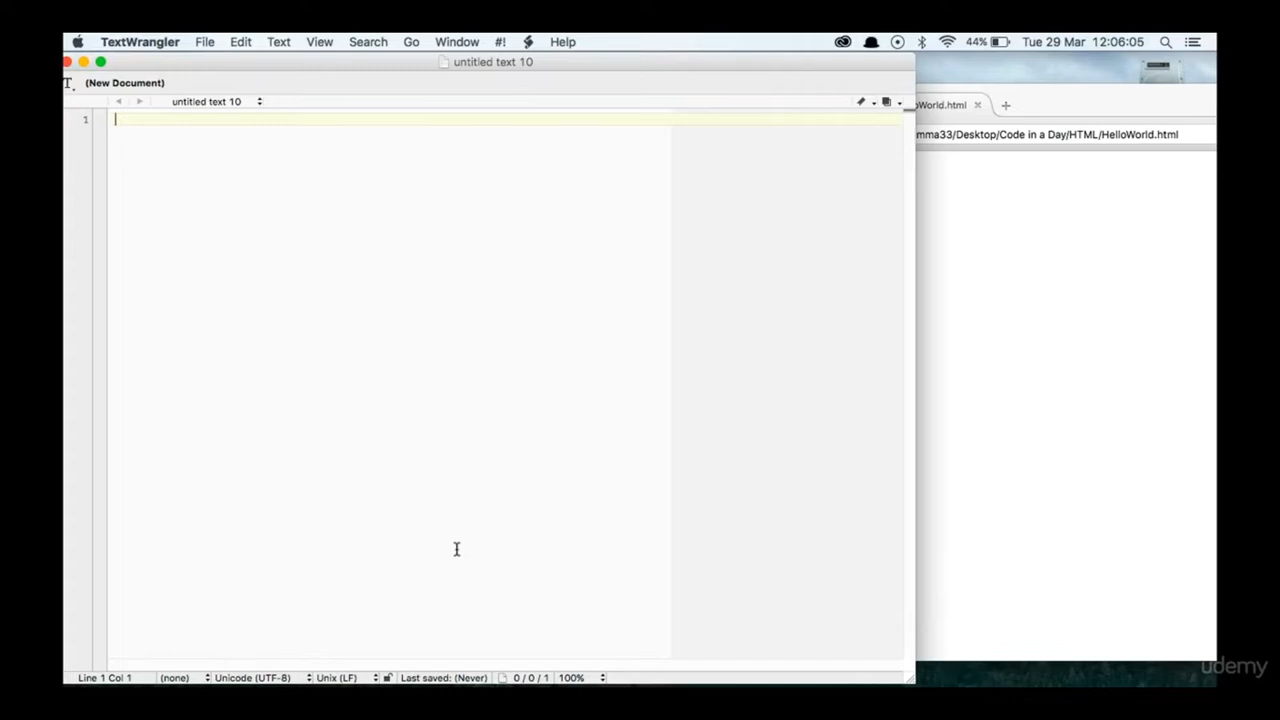 TextWrangler File Edit Text View Search Go Window #! Help 44% Tue 29 Mar 12:06:05
untitled text 10
(New Document)
untitled text 10
World.html
mma33/Desktop/Code in a Day/HTML/HelloWorld.html
1
Line 1 Col 1 (none) Unicode (UTF-8) Unix (LF) Last saved: (Never) 0 / 0 / 1 100%
udemy